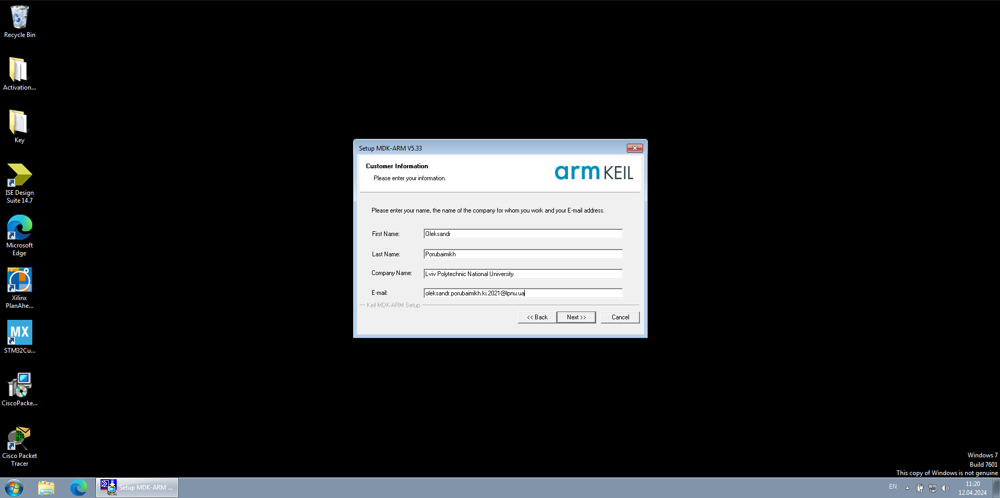 Recycle Bin
Activation...
Key
ISE Design
Suite 14.7
Microsoft
Edge
Xilinx
PlanAhe...
MX
STM32Cu...
CiscoPacke...
Cisco Packet
Tracer
Setup MDK-ARM V5.33
Customer Information
Please enter your information.
arm KEIL
Please enter your name, the name of the company for whom you work and your E-mail address.
First Name: Oleksandr
Last Name: Porubaimikh
Company Name: Lviv Polytechnic National University
E-mail: oleksandr.porubaimikh.ki.2021@lpnu.ua
Keil MDK-ARM Setup
<< Back Next >> Cancel
Windows 7
Build 7601
This copy of Windows is not genuine
Setup MDK-ARM ...
EN
11:20
12.04.2024